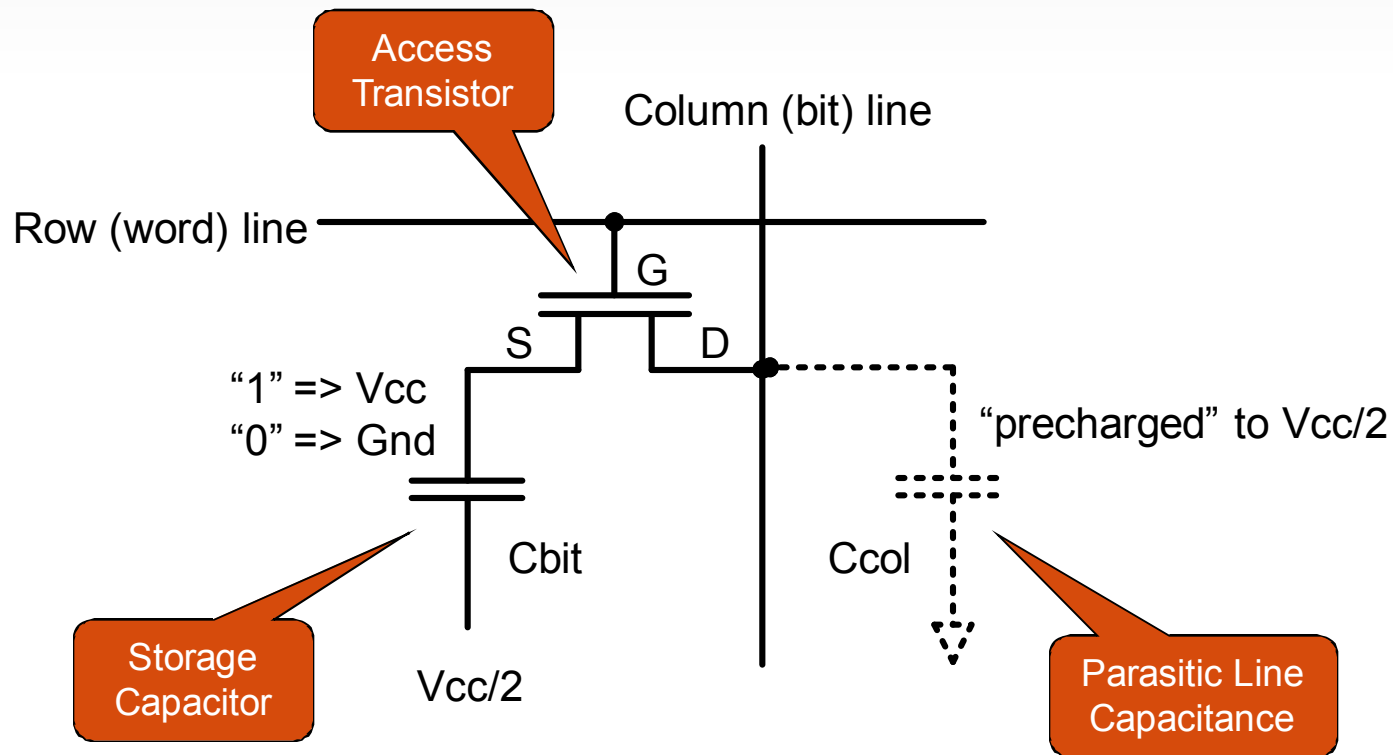 Access
Transistor
Column (bit) line
Row (word) line
G
S
D
“1” => Vcc
“0” => Gnd
“precharged” to Vcc/2
Cbit
Ccol
Storage
Capacitor
Vcc/2
Parasitic Line
Capacitance